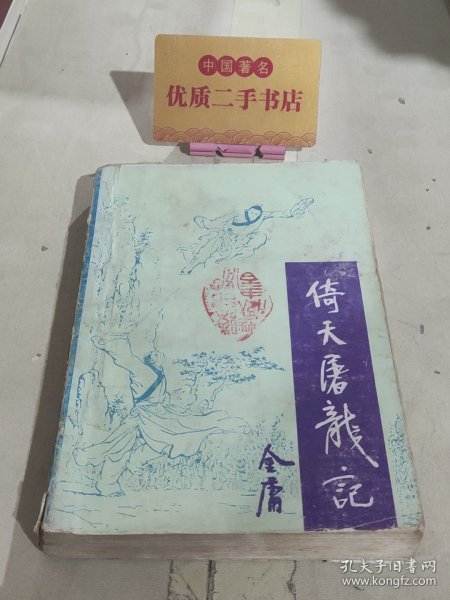 中国著名
优质二手书店
倚天屠龍記
金庸
孔夫子旧书网
www.kongfz.com